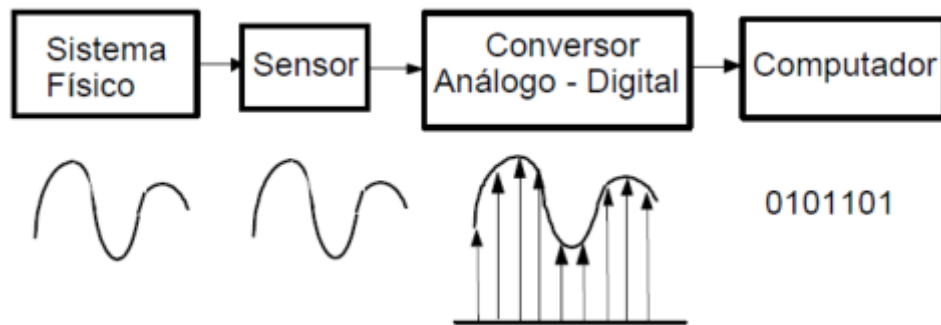 Sistema
Físico
Sensor
Conversor
Análogo - Digital
Computador
0101101